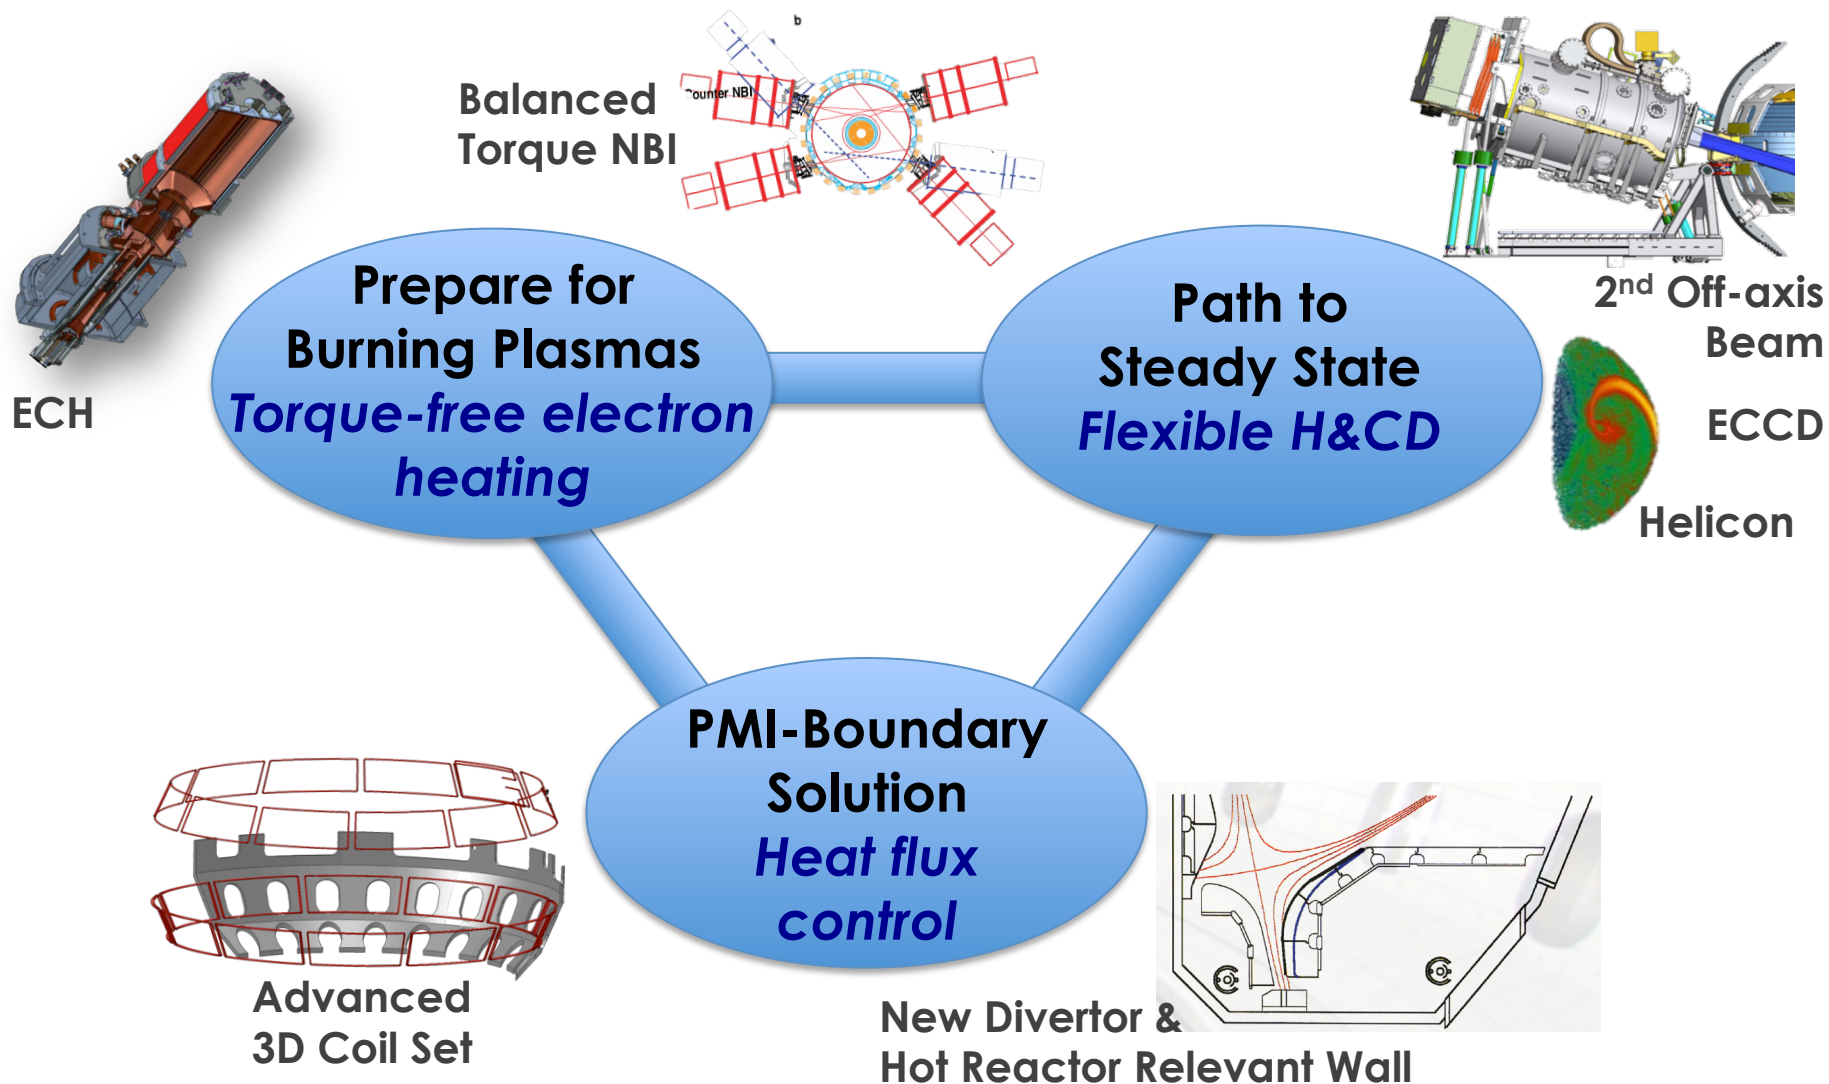 b
Balanced
Torque NBI
Counter NBI
2nd Off-axis
Beam
ECH
Prepare for
Burning Plasmas
Torque-free electron
heating
Path to
Steady State
Flexible H&CD
ECCD
Helicon
PMI-Boundary
Solution
Heat flux
control
Advanced
3D Coil Set
New Divertor &
Hot Reactor Relevant Wall